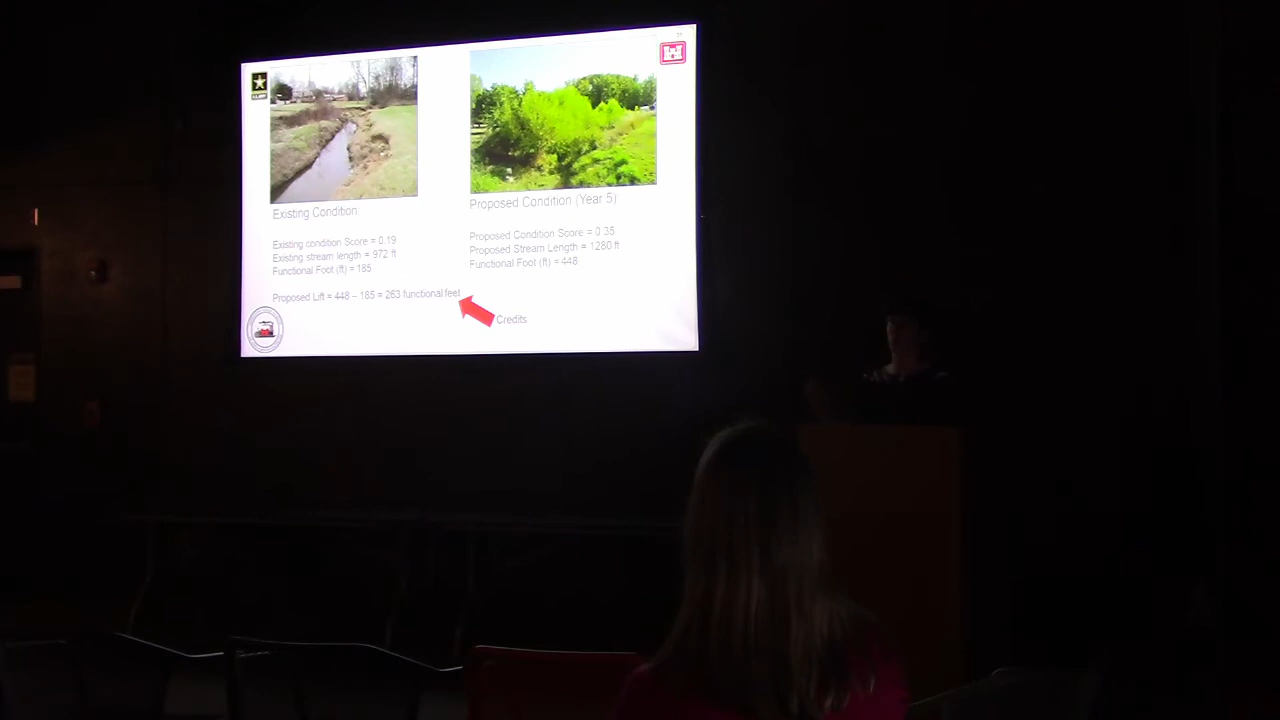 Existing Condition
Existing condition Score = 0.19
Existing stream length = 972 ft
Functional Foot (ft) = 185
Proposed Lift = 448 – 185 = 263 functional feet
Proposed Condition (Year 5)
Proposed Condition Score = 0.35
Proposed Stream Length = 1280 ft
Functional Foot (ft) = 448
Credits